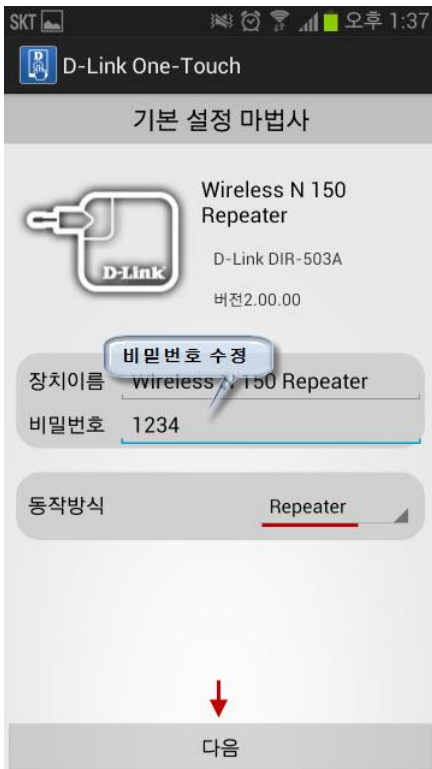 SKT 오후 1:37
D-Link One-Touch
기본 설정 마법사
Wireless N 150
Repeater
D-Link DIR-503A
버전2.00.00
D-Link
비밀번호 수정
장치이름 Wireless N 150 Repeater
비밀번호 1234
동작방식 Repeater
다음